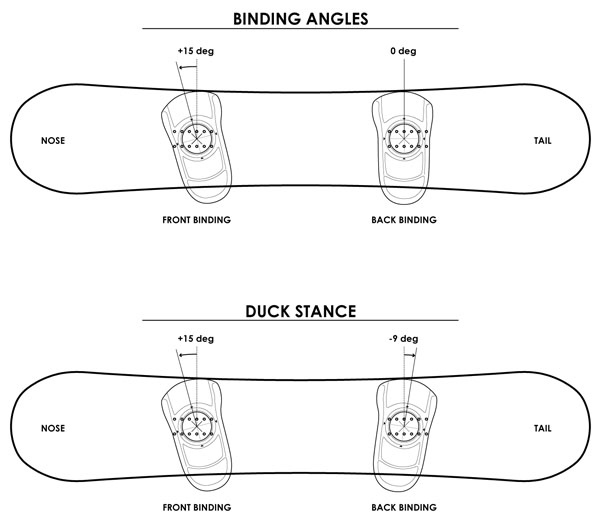 BINDING ANGLES
+15 deg 0 deg
NOSE TAIL
FRONT BINDING BACK BINDING
DUCK STANCE
+15 deg -9 deg
NOSE TAIL
FRONT BINDING BACK BINDING